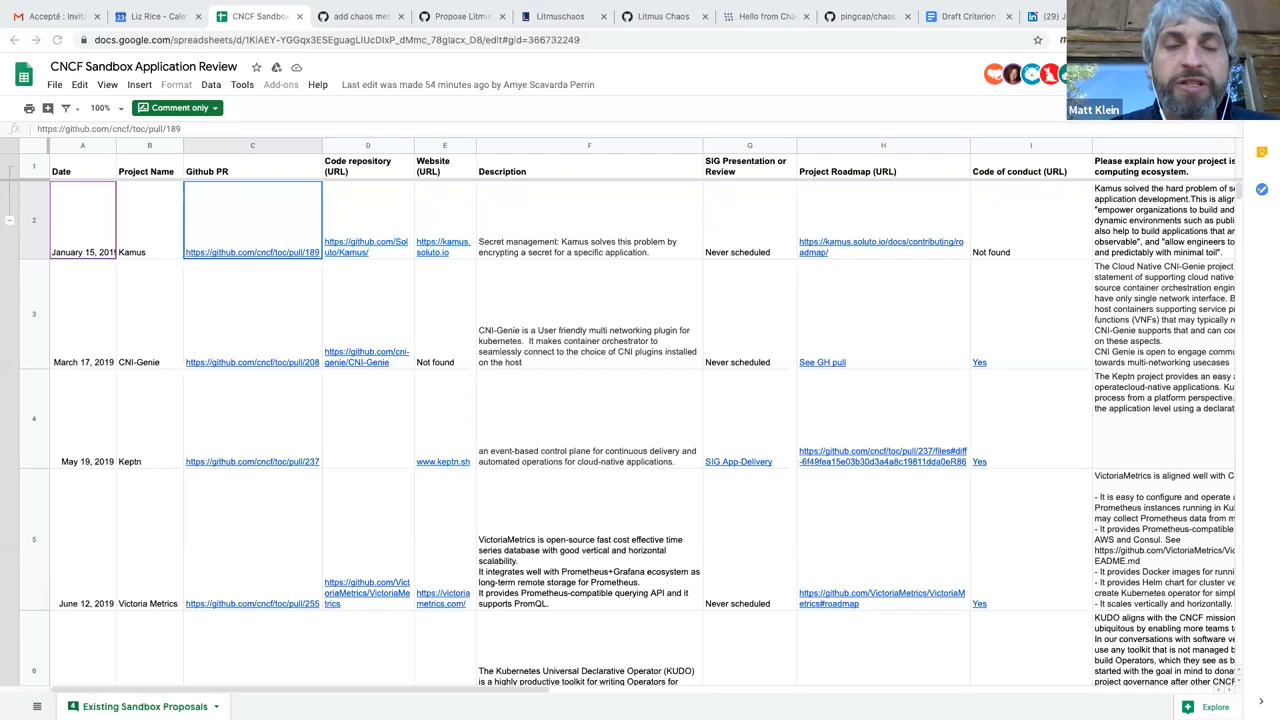 Accepté : Invita
Liz Rice - Cale
CNCF Sandbox
add chaos mes
Propose Litmu
Litmuschaos
Litmus Chaos
Hello from Cha
pingcap/chaos
Draft Criterion
(29)
docs.google.com/spreadsheets/d/1KiAEY-YGGqx3ESEguagLIUcDIxP_dMmc_78glacx_D8/edit#gid=366732249
CNCF Sandbox Application Review
File Edit View Insert Format Data Tools Add-ons Help Last edit was made 54 minutes ago by Amye Scavarda Perrin
Matt Klein
100% Comment only
fx https://github.com/cncf/toc/pull/189
A B C D E F G H I
1 Date Project Name Github PR
Code repository
(URL)
Website
(URL)
Description
SIG Presentation or
Review
Project Roadmap (URL)
Code of conduct (URL)
Please explain how your project is
computing ecosystem.
2
January 15, 2019
Kamus
https://github.com/cncf/toc/pull/189
https://github.com/Sol
uto/Kamus/
https://kamus.
soluto.io
Secret management: Kamus solves this problem by
encrypting a secret for a specific application.
Never scheduled
https://kamus.soluto.io/docs/contributing/ro
admap/
Not found
Kamus solved the hard problem of se
application development.This is alig
"empower organizations to build and
dynamic environments such as publi
also help to build applications that ar
observable", and "allow engineers to
and predictably with minimal toil".
3
March 17, 2019
CNI-Genie
https://github.com/cncf/toc/pull/208
https://github.com/cni-
genie/CNI-Genie
Not found
CNI-Genie is a User friendly multi networking plugin for
kubernetes. It makes container orchestrator to
seamlessly connect to the choice of CNI plugins installed
on the host
Never scheduled
See GH pull
Yes
The Cloud Native CNI-Genie project
statement of supporting cloud native
source container orchestration engin
have only single network interface. B
host containers supporting service p
functions (VNFs) that may typically r
CNI-Genie supports that and can co
on these aspects.
CNI Genie is open to engage commu
towards multi-networking usecases
4
May 19, 2019
Keptn
https://github.com/cncf/toc/pull/237
www.keptn.sh
an event-based control plane for continuous delivery and
automated operations for cloud-native applications.
SIG App-Delivery
https://github.com/cncf/toc/pull/237/files#diff
-6f49fea15e03b30d3a4a8c19811dda0eR86
Yes
The Keptn project provides an easy a
operatecloud-native applications. Ku
process from a platform perspective.
the application level using a declarat
5
June 12, 2019
Victoria Metrics
https://github.com/cncf/toc/pull/255
https://github.com/Vict
oriaMetrics/VictoriaMe
trics
https://victoria
metrics.com/
VictoriaMetrics is open-source fast cost effective time
series database with good vertical and horizontal
scalability.
It integrates well with Prometheus+Grafana ecosystem as
long-term remote storage for Prometheus.
It provides Prometheus-compatible querying API and it
supports PromQL.
Never scheduled
https://github.com/VictoriaMetrics/VictoriaM
etrics#roadmap
Yes
VictoriaMetrics is aligned well with C
- It is easy to configure and operate a
Prometheus instances running in Ku
may collect Prometheus data from m
- It provides Prometheus-compatible
AWS and Consul. See
https://github.com/VictoriaMetrics/Vic
EADME.md
- It provides Docker images for runni
- It provides Helm chart for cluster ve
create Kubernetes operator for simpl
- It scales vertically and horizontally.
6
The Kubernetes Universal Declarative Operator (KUDO)
is a highly productive toolkit for writing Operators for
KUDO aligns with the CNCF mission
ubiquitous by enabling more teams to
In our conversations with software ve
use any toolkit that is not managed b
build Operators, which they see as b
started with the goal in mind to dona
project governance after other CNCF
4 Existing Sandbox Proposals
Explore